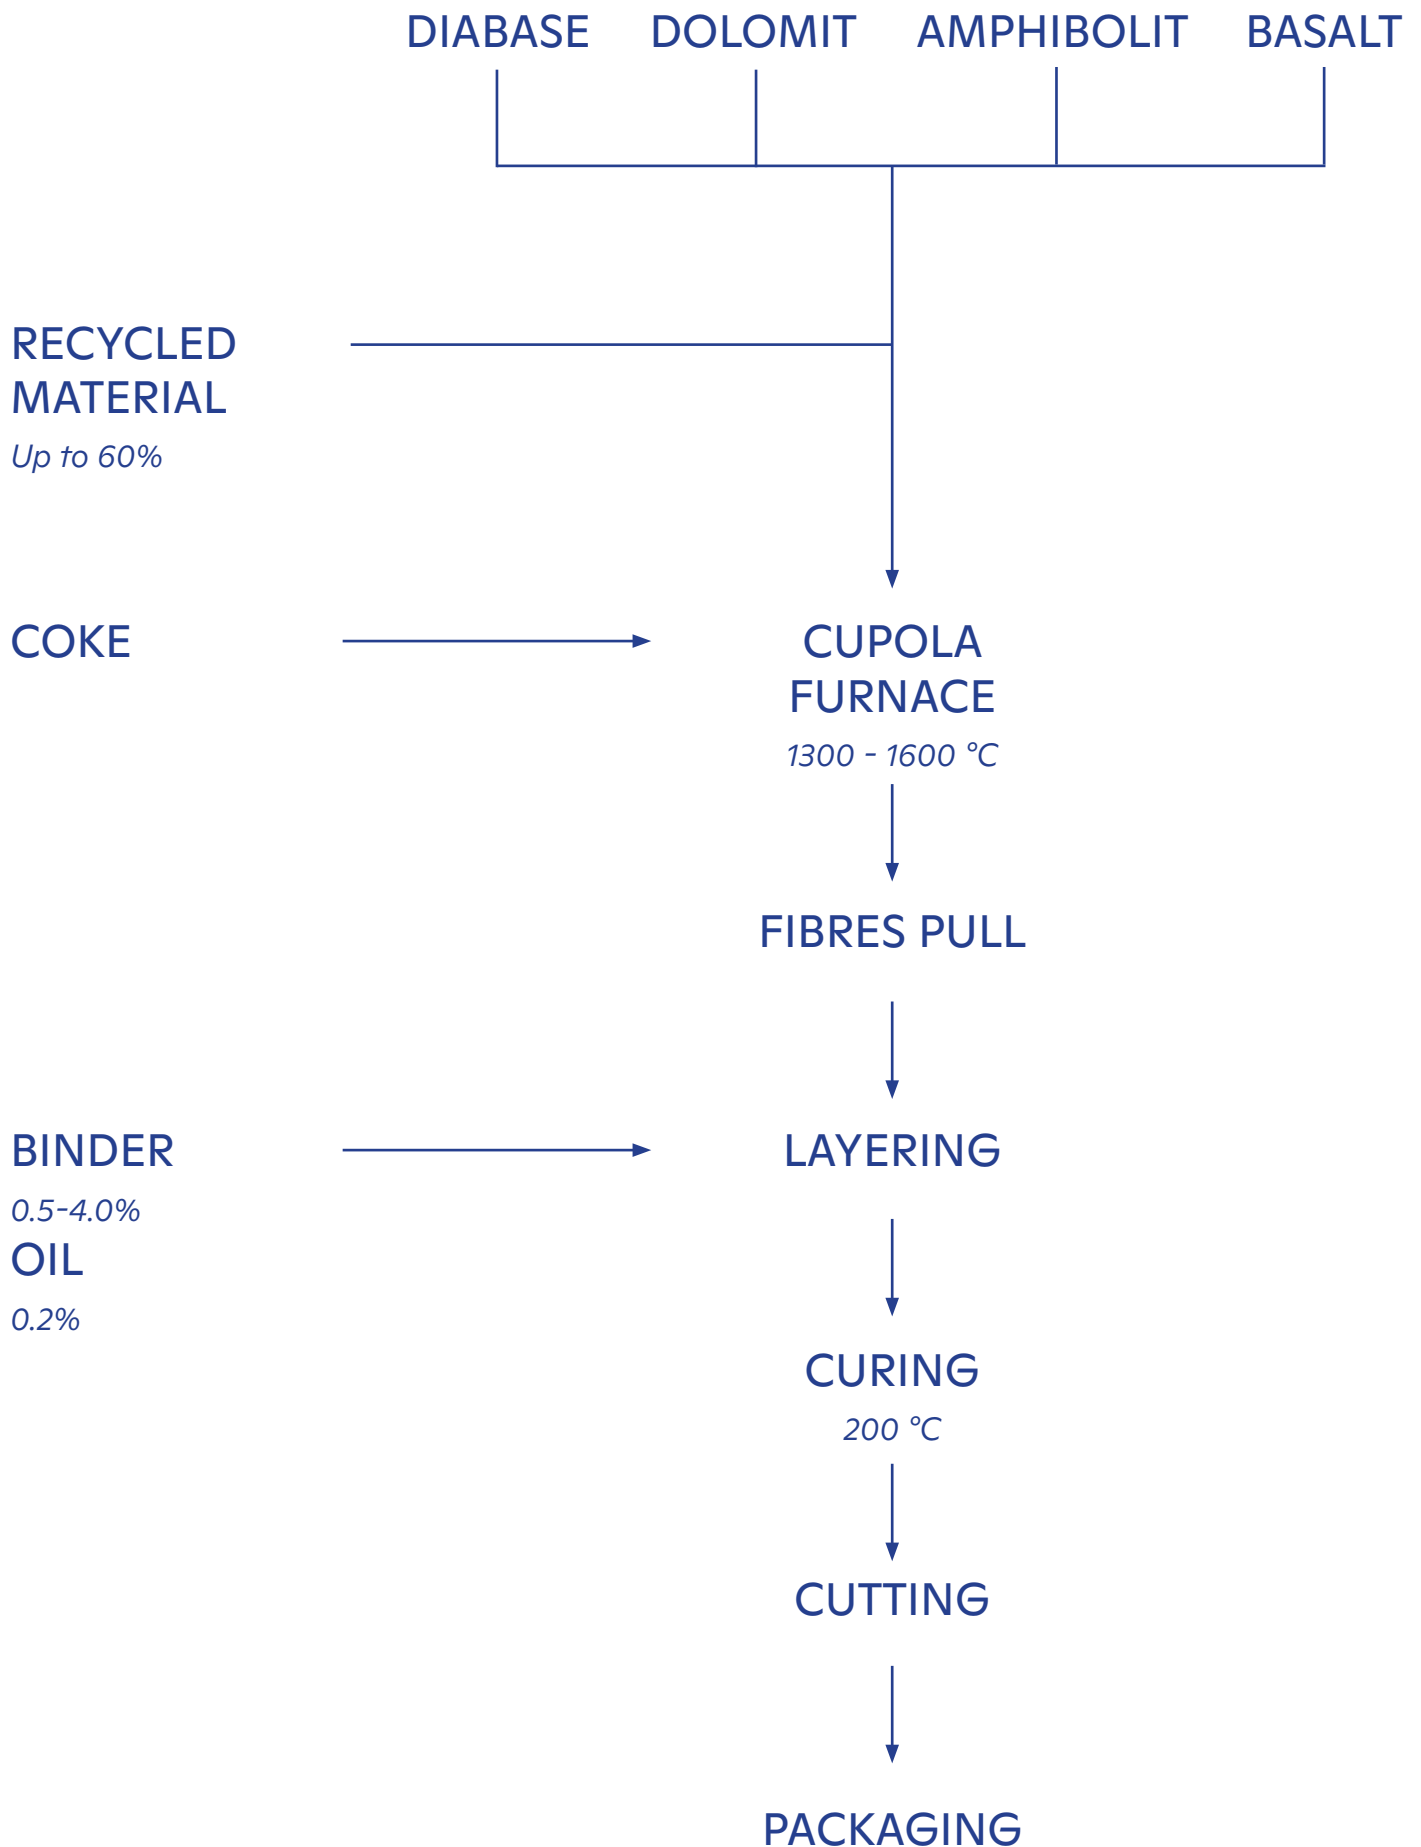 DIABASE DOLOMIT AMPHIBOLIT BASALT
RECYCLED
MATERIAL
Up to 60%
COKE
CUPOLA
FURNACE
1300 - 1600 °C
FIBRES PULL
BINDER
0.5-4.0%
OIL
0.2%
LAYERING
CURING
200 °C
CUTTING
PACKAGING